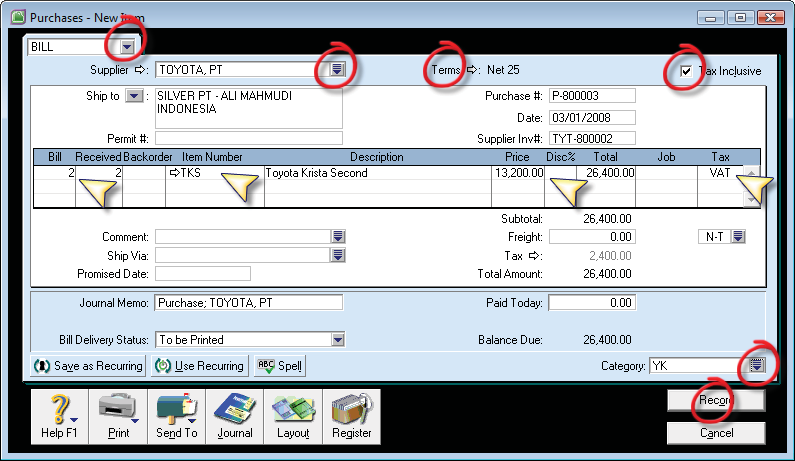 Purchases - New Item
BILL
Supplier ⇨: TOYOTA, PT Terms ⇨: Net 25 Tax Inclusive
Ship to : SILVER PT - ALI MAHMUDI Purchase #: P-800003
INDONESIA
Date: 03/01/2008
Permit #: Supplier Inv#: TYT-800002
Bill Received Backorder Item Number Description Price Disc% Total Job Tax
2 2 ⇨TKS Toyota Krista Second 13,200.00 26,400.00 VAT
Subtotal: 26,400.00
Comment: Freight: 0.00 N-T
Ship Via: Tax ⇨: 2,400.00
Promised Date: Total Amount: 26,400.00
Journal Memo: Purchase; TOYOTA, PT Paid Today: 0.00
Bill Delivery Status: To be Printed Balance Due: 26,400.00
Save as Recurring Use Recurring ABC Spell Category: YK
Record
Help F1 Print Send To Journal Layout Register
Cancel